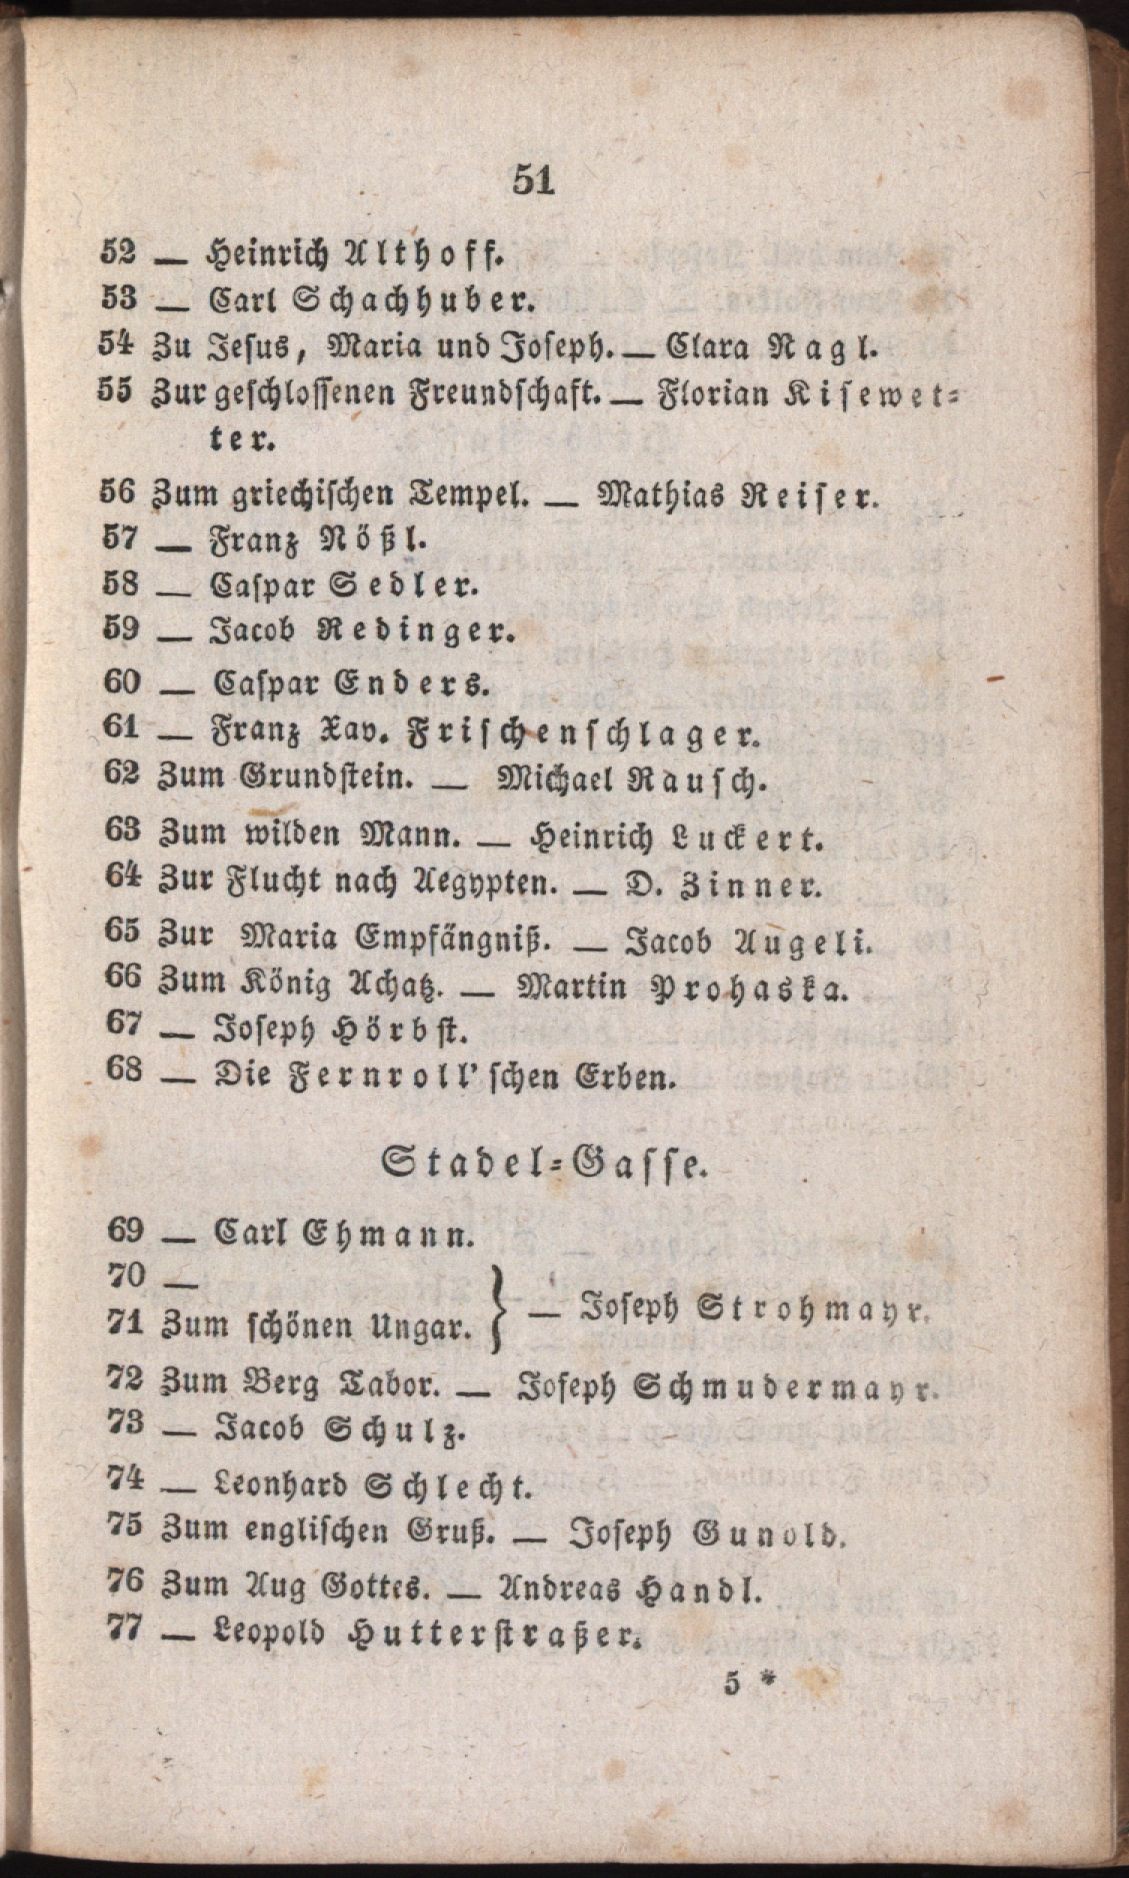 51
52 — Heinrich Althoff.
53 — Carl Schachhuber.
54 Zu Jesus, Maria und Joseph. — Clara Nagl.
55 Zur geschlossenen Freundschaft. — Florian Kisewet-
ter.
56 Zum griechischen Tempel. — Mathias Reiser.
57 — Franz Nößl.
58 — Caspar Sedler.
59 — Jacob Redinger.
60 — Caspar Enders.
61 — Franz Xav. Frischenschlager.
62 Zum Grundstein. — Michael Rausch.
63 Zum wilden Mann. — Heinrich Luckert.
64 Zur Flucht nach Aegypten. — D. Zinner.
65 Zur Maria Empfängniß. — Jacob Augeli.
66 Zum König Achatz. — Martin Prohaska.
67 — Joseph Hörbst.
68 — Die Fernroll'schen Erben.
Stadel-Gasse.
69 — Carl Ehmann.
70 —
71 Zum schönen Ungar. } — Joseph Strohmayr.
72 Zum Berg Tabor. — Joseph Schmudermayr.
73 — Jacob Schulz.
74 — Leonhard Schlecht.
75 Zum englischen Gruß. — Joseph Gunold.
76 Zum Aug Gottes. — Andreas Handl.
77 — Leopold Hutterstraßer.
5 *